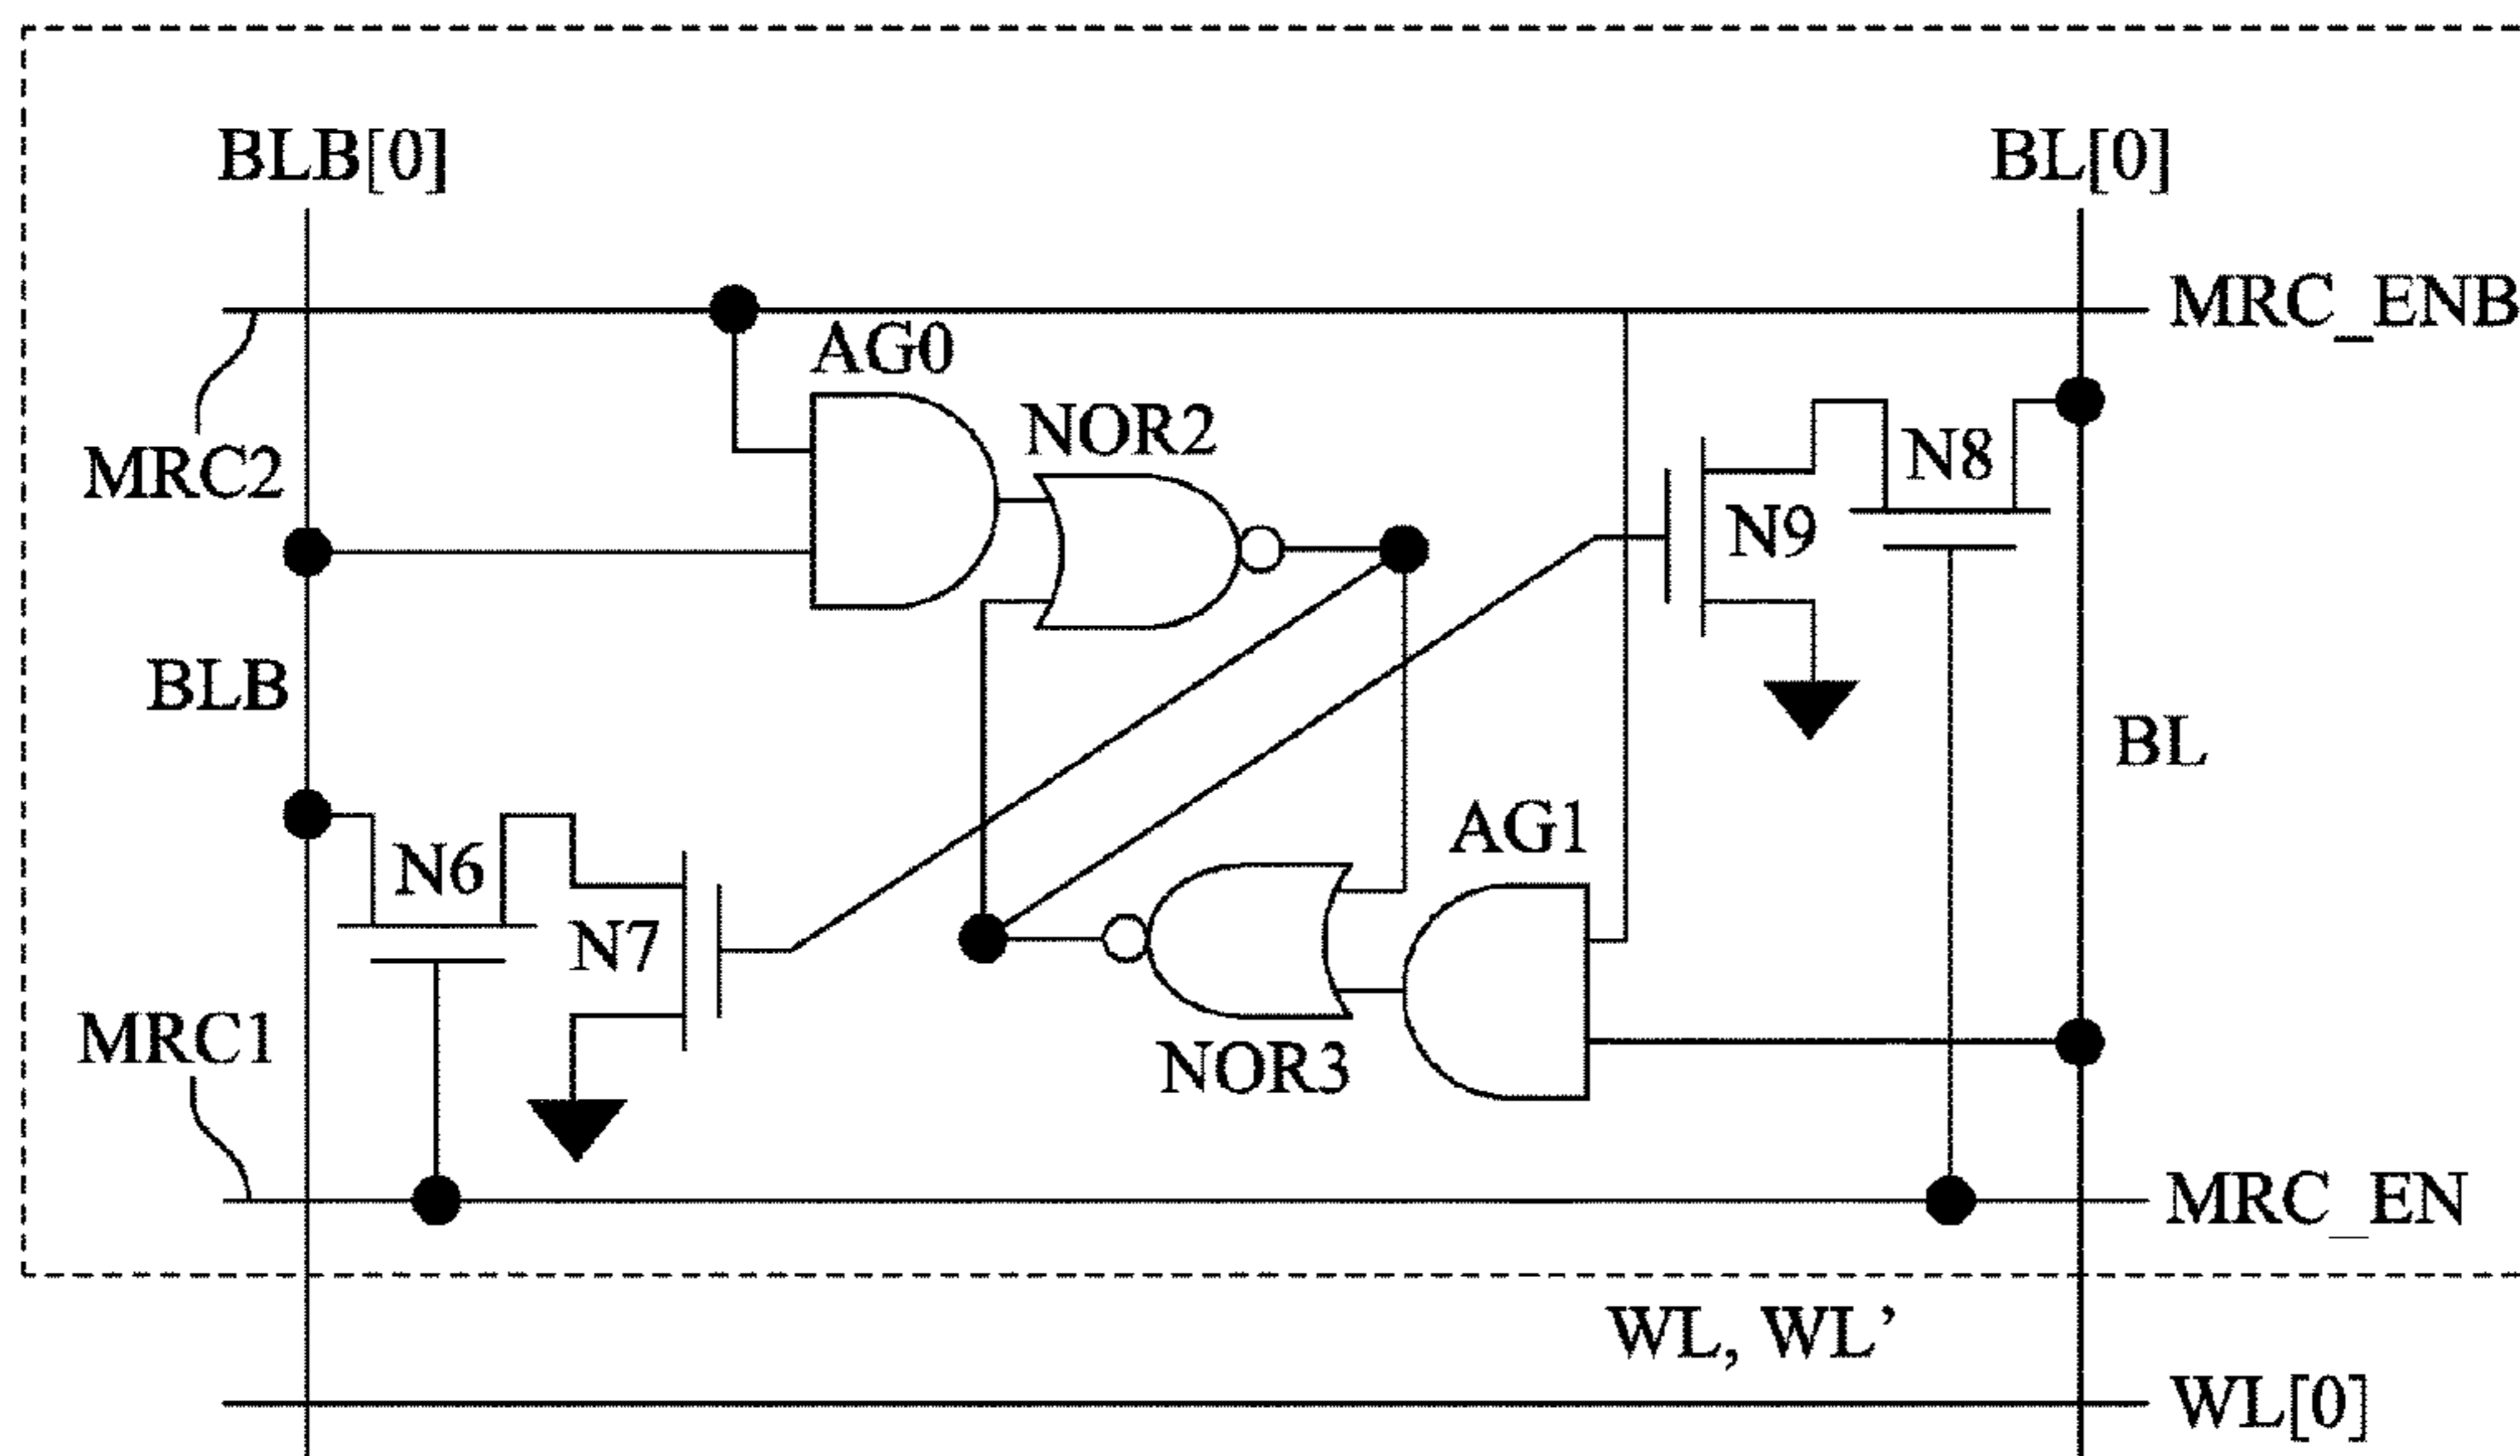 BLB[0]
BL[0]
MRC_ENB
AG0
NOR2
N8
MRC2
N9
BLB
BL
AG1
N6
N7
MRC1
NOR3
MRC_EN
WL, WL’
WL[0]